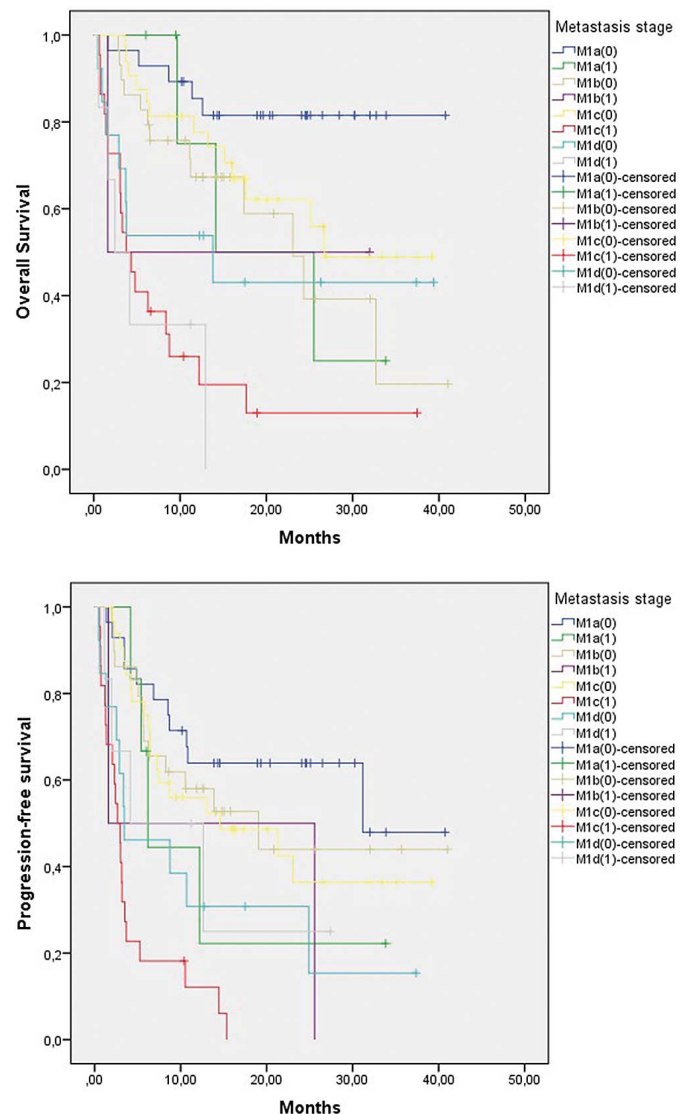 Metastasis stage
M1a(0)
M1a(1)
M1b(0)
M1b(1)
M1c(0)
M1c(1)
M1d(0)
M1d(1)
M1a(0)-censored
M1a(1)-censored
M1b(0)-censored
M1b(1)-censored
M1c(0)-censored
M1c(1)-censored
M1d(0)-censored
M1d(1)-censored
Overall Survival
1,0
0,8
0,6
0,4
0,2
0,0
,00 10,00 20,00 30,00 40,00 50,00
Months
Metastasis stage
M1a(0)
M1a(1)
M1b(0)
M1b(1)
M1c(0)
M1c(1)
M1d(0)
M1d(1)
M1a(0)-censored
M1a(1)-censored
M1b(0)-censored
M1b(1)-censored
M1c(0)-censored
M1c(1)-censored
M1d(0)-censored
M1d(1)-censored
Progression-free survival
1,0
0,8
0,6
0,4
0,2
0,0
,00 10,00 20,00 30,00 40,00 50,00
Months